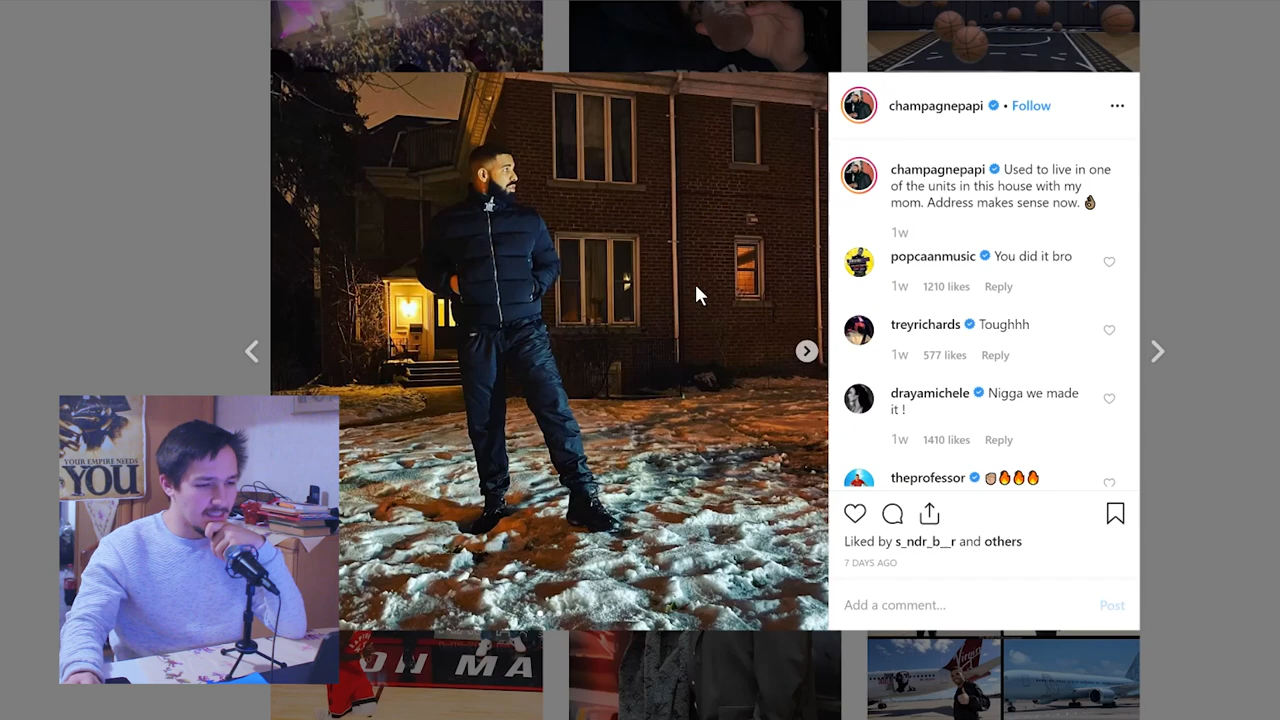 champagnepapi • Follow
champagnepapi Used to live in one
of the units in this house with my
mom. Address makes sense now. 👌🏾
1w
popcaanmusic You did it bro
1w 1210 likes Reply
treyrichards Toughhh
1w 577 likes Reply
drayamichele Nigga we made
it !
1w 1410 likes Reply
theprofessor ✊🏼🔥🔥🔥
Liked by s_ndr_b__r and others
7 DAYS AGO
Add a comment... Post
YOUR EMPIRE NEEDS
YOU
ON MA
Virgin